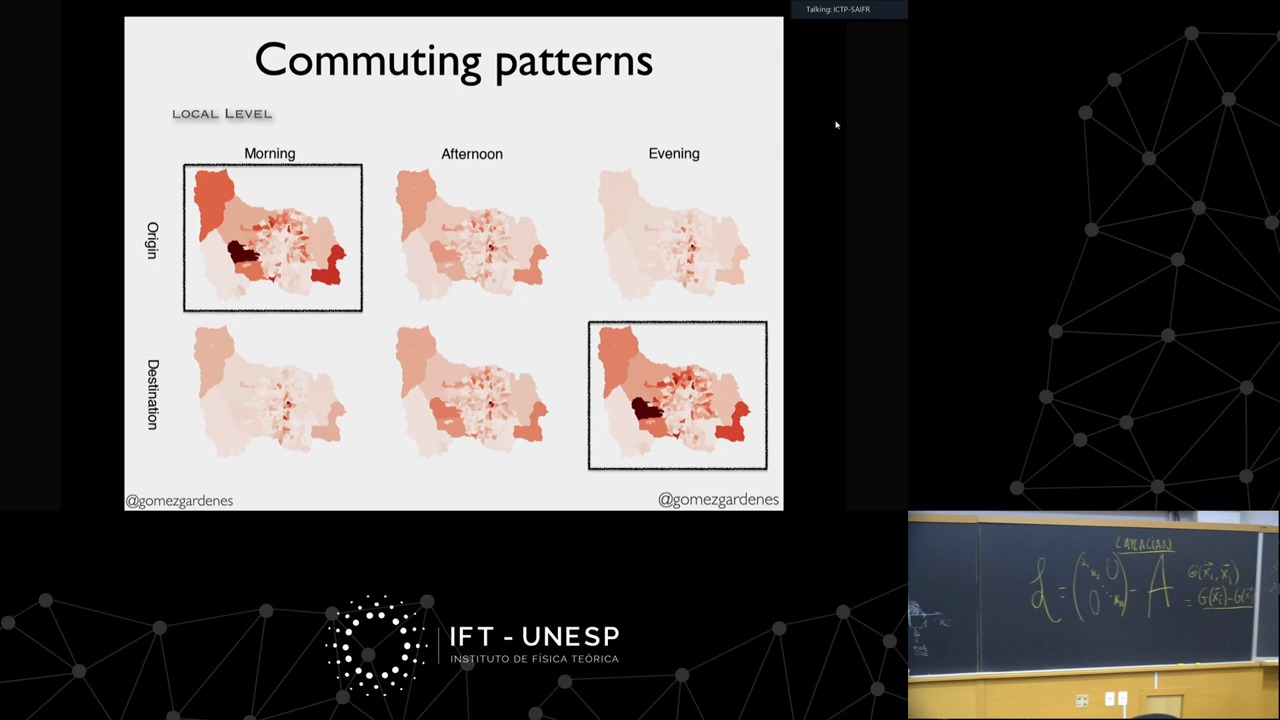 Talking: ICTP-SAIFR
Commuting patterns
LOCAL LEVEL
Morning
Afternoon
Evening
Origin
Destination
@gomezgardenes
@gomezgardenes
IFT - UNESP
INSTITUTO DE FÍSICA TEÓRICA
LAPLACIAN